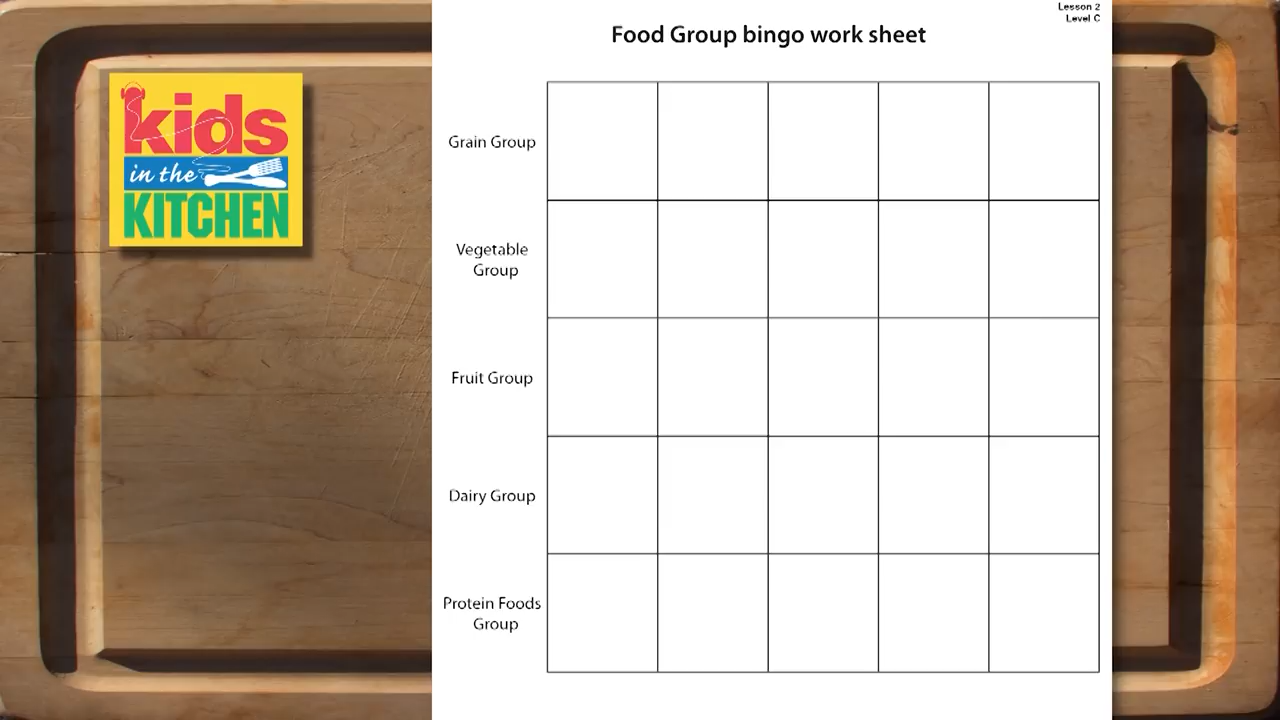 kids
in the
KITCHEN
Lesson 2
Level C
Food Group bingo work sheet
Grain Group
Vegetable
Group
Fruit Group
Dairy Group
Protein Foods
Group